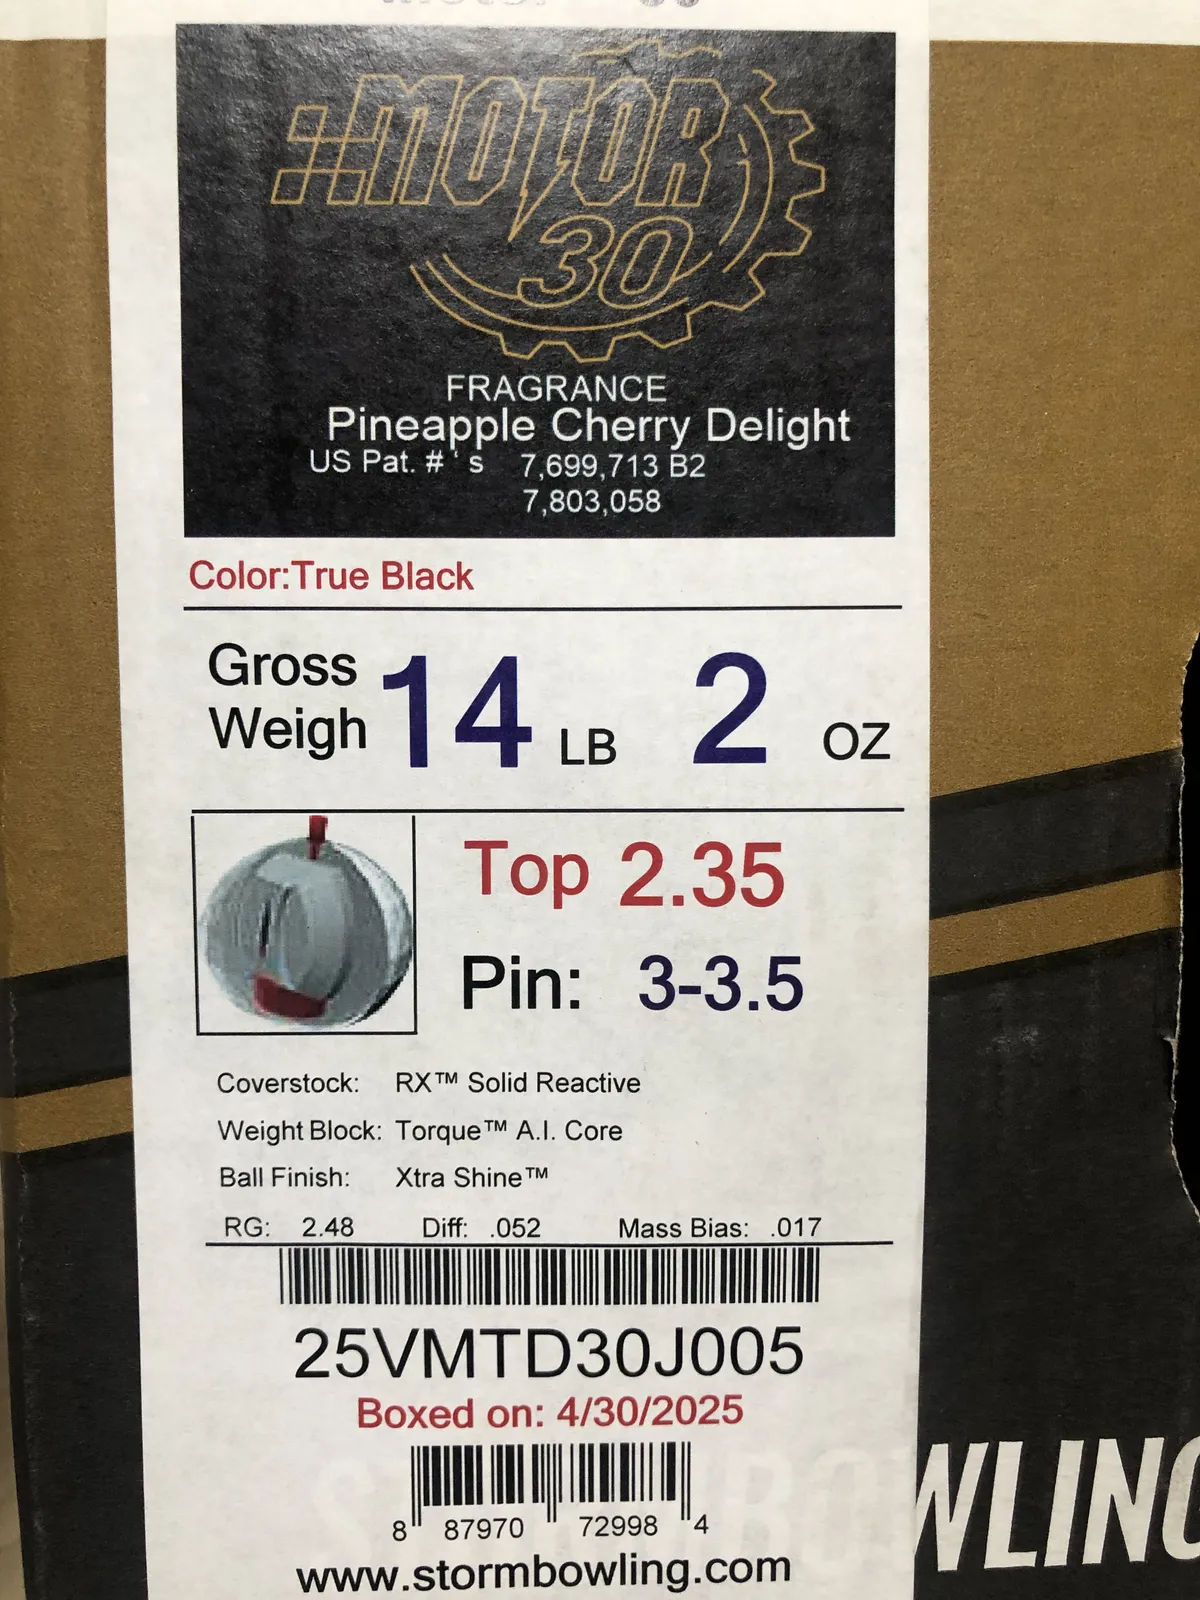 MOTOR
30
FRAGRANCE
Pineapple Cherry Delight
US Pat. #'s 7,699,713 B2
7,803,058
Color:True Black
Gross
Weigh 14 LB 2 OZ
Top 2.35
Pin: 3-3.5
Coverstock: RX™ Solid Reactive
Weight Block: Torque™ A.I. Core
Ball Finish: Xtra Shine™
RG: 2.48 Diff: .052 Mass Bias: .017
25VMTD30J005
Boxed on: 4/30/2025
8 87970 72998 4
www.stormbowling.com
WLING